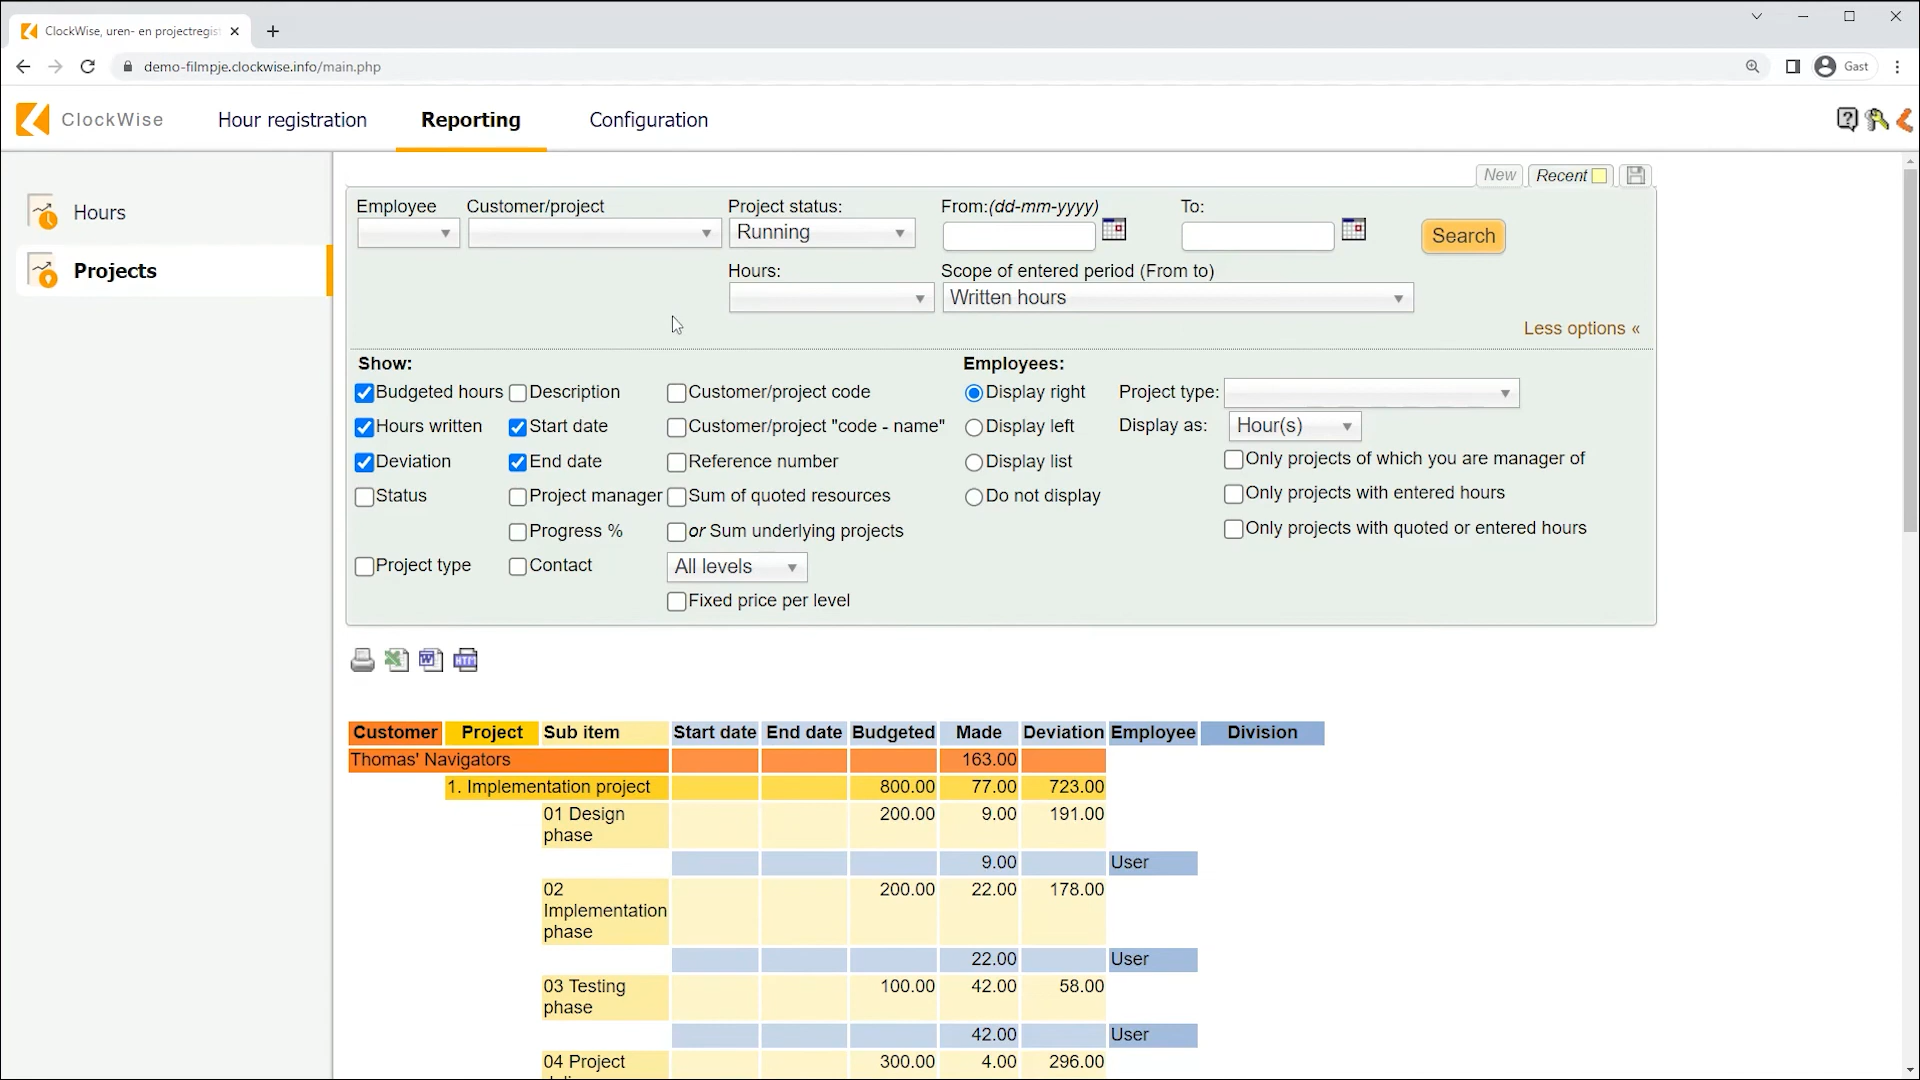 ClockWise, uren- en projectregist
demo-filmpje.clockwise.info/main.php
Gast
ClockWise
Hour registration
Reporting
Configuration
Hours
Projects
New
Recent
Employee
Customer/project
Project status:
From:(dd-mm-yyyy)
To:
Running
Search
Hours:
Scope of entered period (From to)
Written hours
Less options «
Show:
Employees:
Budgeted hours
Description
Customer/project code
Display right
Project type:
Hours written
Start date
Customer/project "code - name"
Display left
Display as:
Hour(s)
Deviation
End date
Reference number
Display list
Only projects of which you are manager of
Status
Project manager
Sum of quoted resources
Do not display
Only projects with entered hours
Progress %
or Sum underlying projects
Only projects with quoted or entered hours
Project type
Contact
All levels
Fixed price per level
HTM
Customer Project Sub item Start date End date Budgeted Made Deviation Employee Division
Thomas' Navigators 163.00
1. Implementation project 800.00 77.00 723.00
01 Design 200.00 9.00 191.00
phase
9.00 User
02 200.00 22.00 178.00
Implementation
phase
22.00 User
03 Testing 100.00 42.00 58.00
phase
42.00 User
04 Project 300.00 4.00 296.00